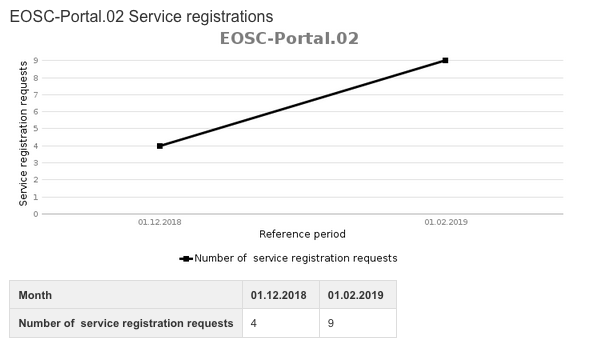 EOSC-Portal.02 Service registrations
EOSC-Portal.02
Service registration requests
9
8
7
6
5
4
3
2
1
0
01.12.2018 01.02.2019
Reference period
Number of service registration requests
Month 01.12.2018 01.02.2019
Number of service registration requests 4 9